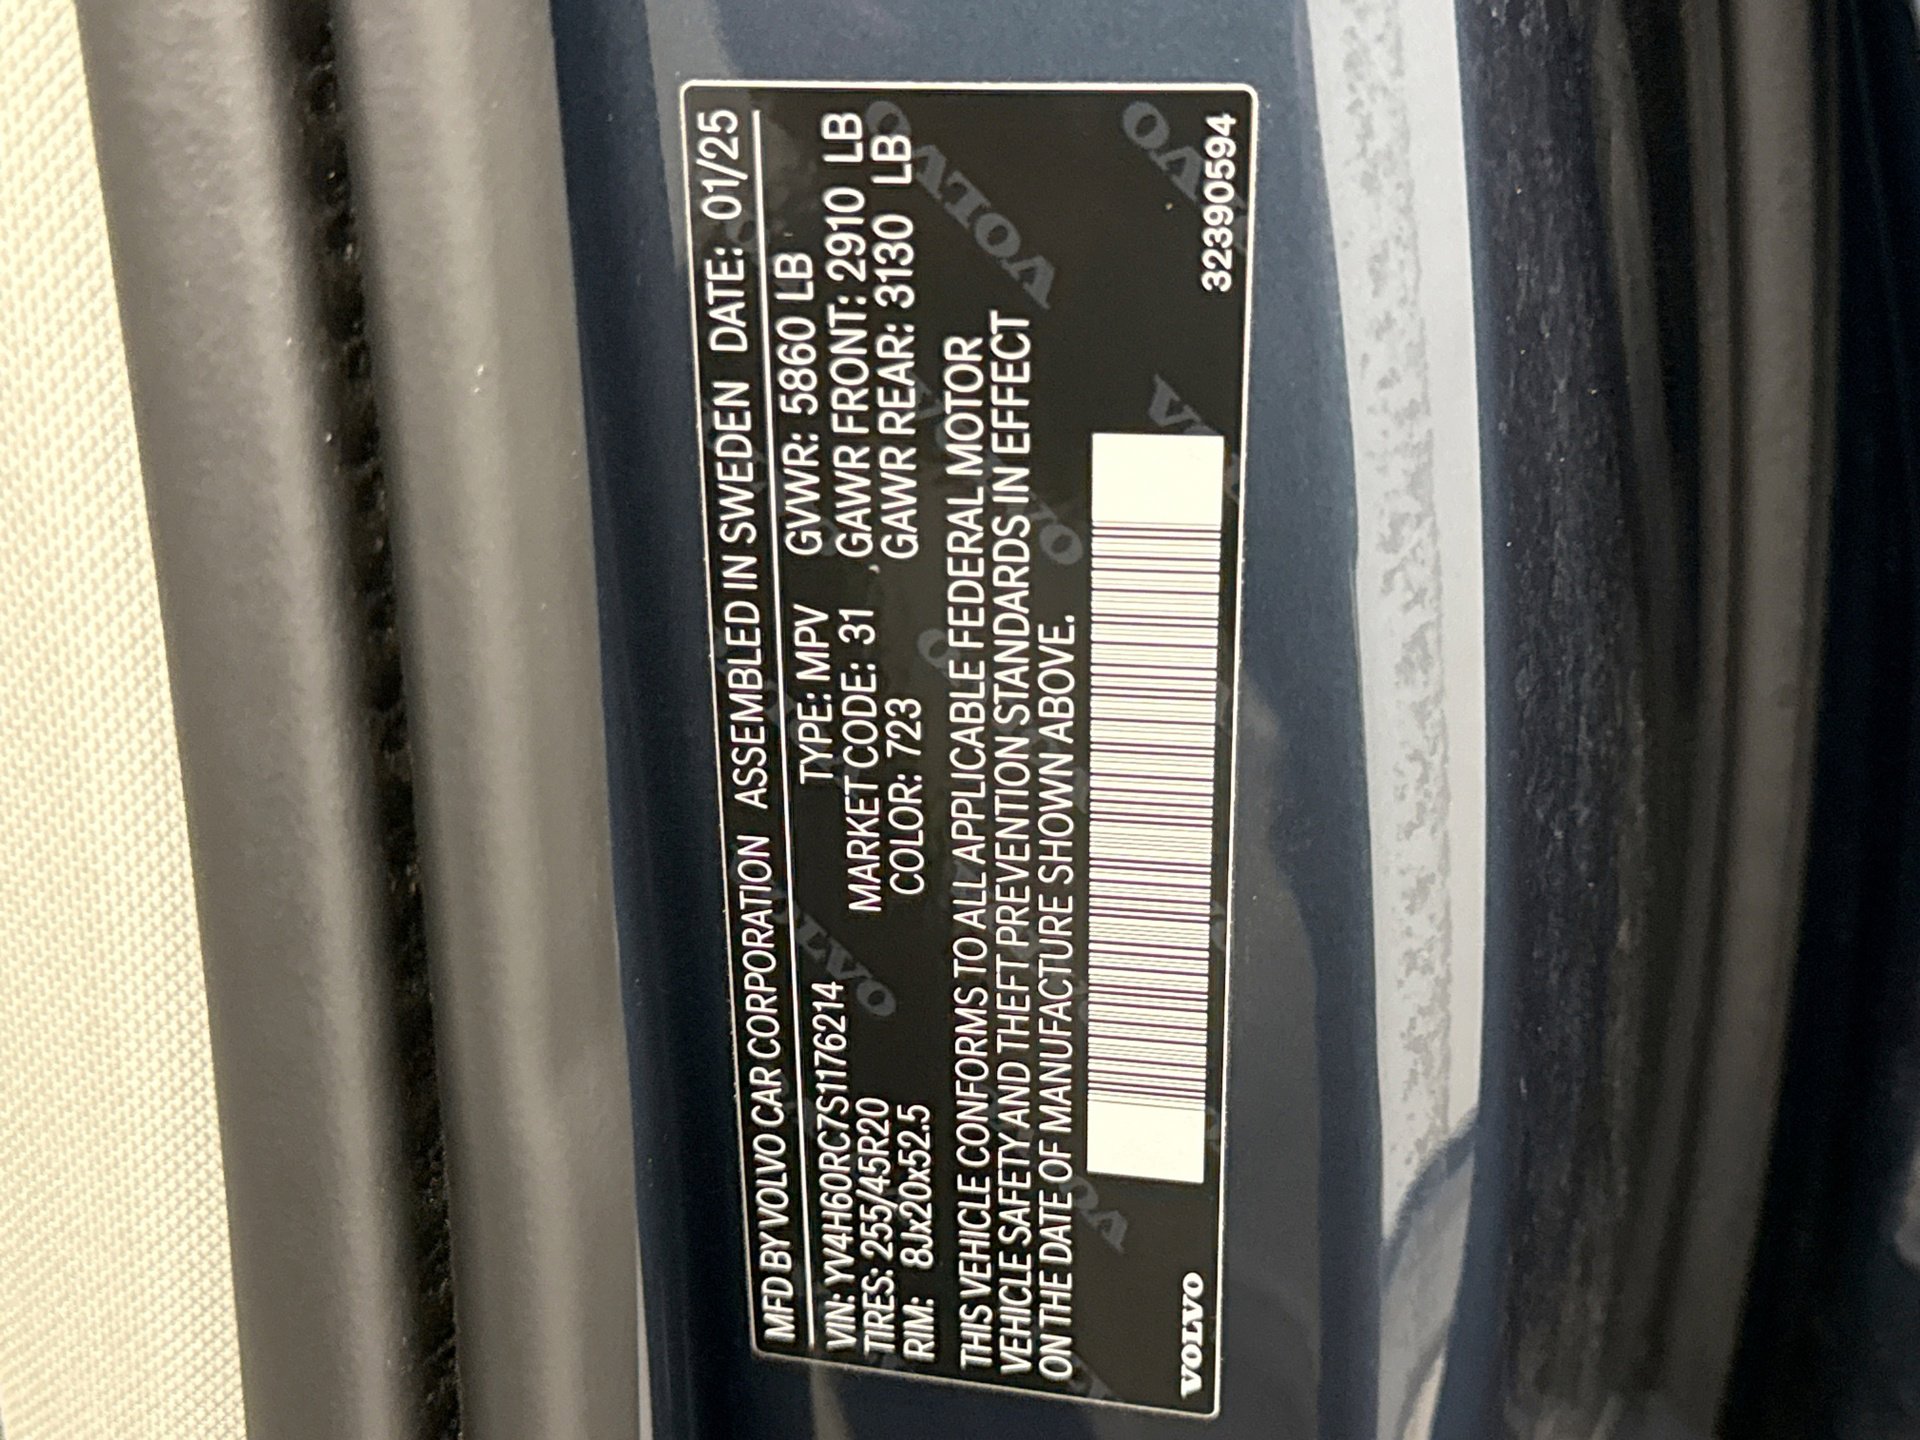 MFD BY VOLVO CAR CORPORATION ASSEMBLED IN SWEDEN DATE: 01/25
VIN: YV4H60RC7S1176214 TYPE: MPV GVWR: 5860 LB
TIRES: 255/45R20 MARKET CODE: 31 GAWR FRONT: 2910 LB
RIM: 8Jx20x52.5 COLOR: 723 GAWR REAR: 3130 LB
THIS VEHICLE CONFORMS TO ALL APPLICABLE FEDERAL MOTOR
VEHICLE SAFETY AND THEFT PREVENTION STANDARDS IN EFFECT
ON THE DATE OF MANUFACTURE SHOWN ABOVE.
VOLVO 32390594